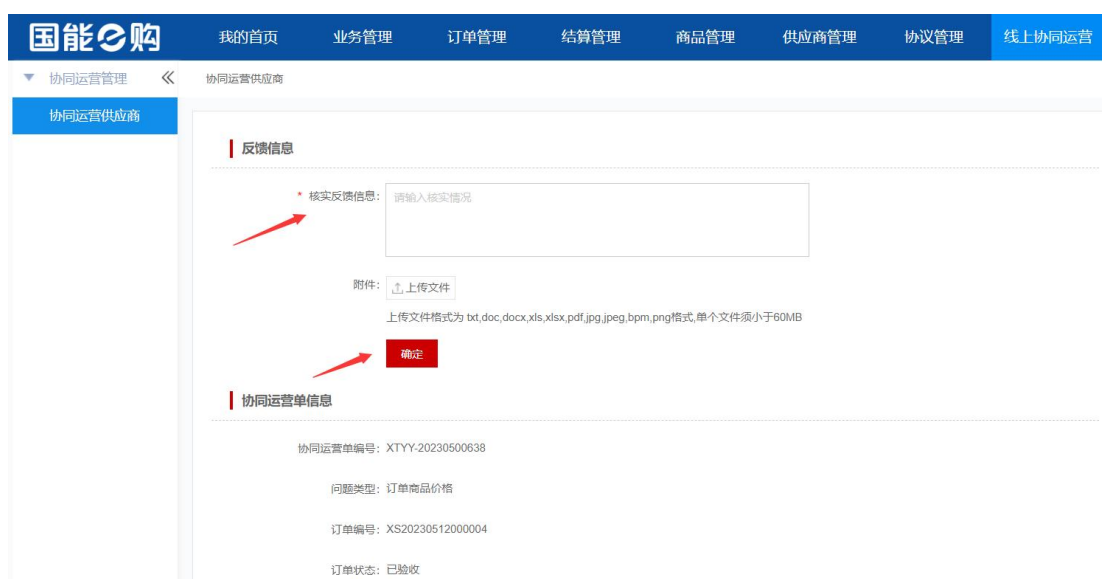 国能e购 我的首页 业务管理 订单管理 结算管理 商品管理 供应商管理 协议管理 线上协同运营
协同运营管理 协同运营供应商
协同运营供应商
反馈信息
* 核实反馈信息: 请输入核实情况
附件: 上传文件
上传文件格式为 txt,doc,docx,xls,xlsx,pdf,jpg,jpeg,bpm,png格式,单个文件须小于60MB
确定
协同运营单信息
协同运营单编号: XTYY-20230500638
问题类型: 订单商品价格
订单编号: XS20230512000004
订单状态: 已验收